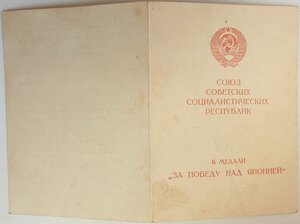 СОЮЗ
СОВЕТСКИХ
СОЦИАЛИСТИЧЕСКИХ
РЕСПУБЛИК
К МЕДАЛИ
„ЗА ПОБЕДУ НАД ЯПОНИЕЙ“